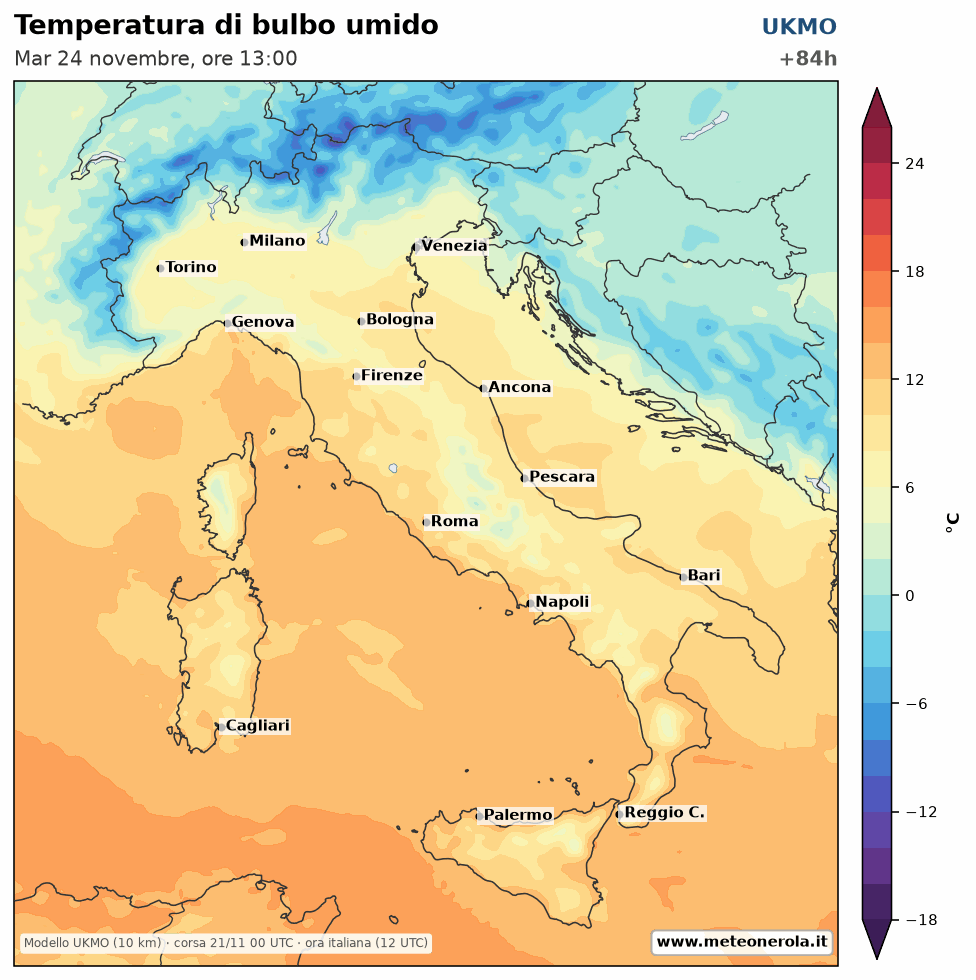 Temperatura di bulbo umido
UKMO
Mar 24 novembre, ore 13:00
+84h
Milano
Venezia
Torino
Genova
Bologna
Firenze
Ancona
Pescara
Roma
Bari
Napoli
Cagliari
Palermo
Reggio C.
24
18
12
6
0
−6
−12
−18
°C
Modello UKMO (10 km) · corsa 21/11 00 UTC · ora italiana (12 UTC)
www.meteonerola.it